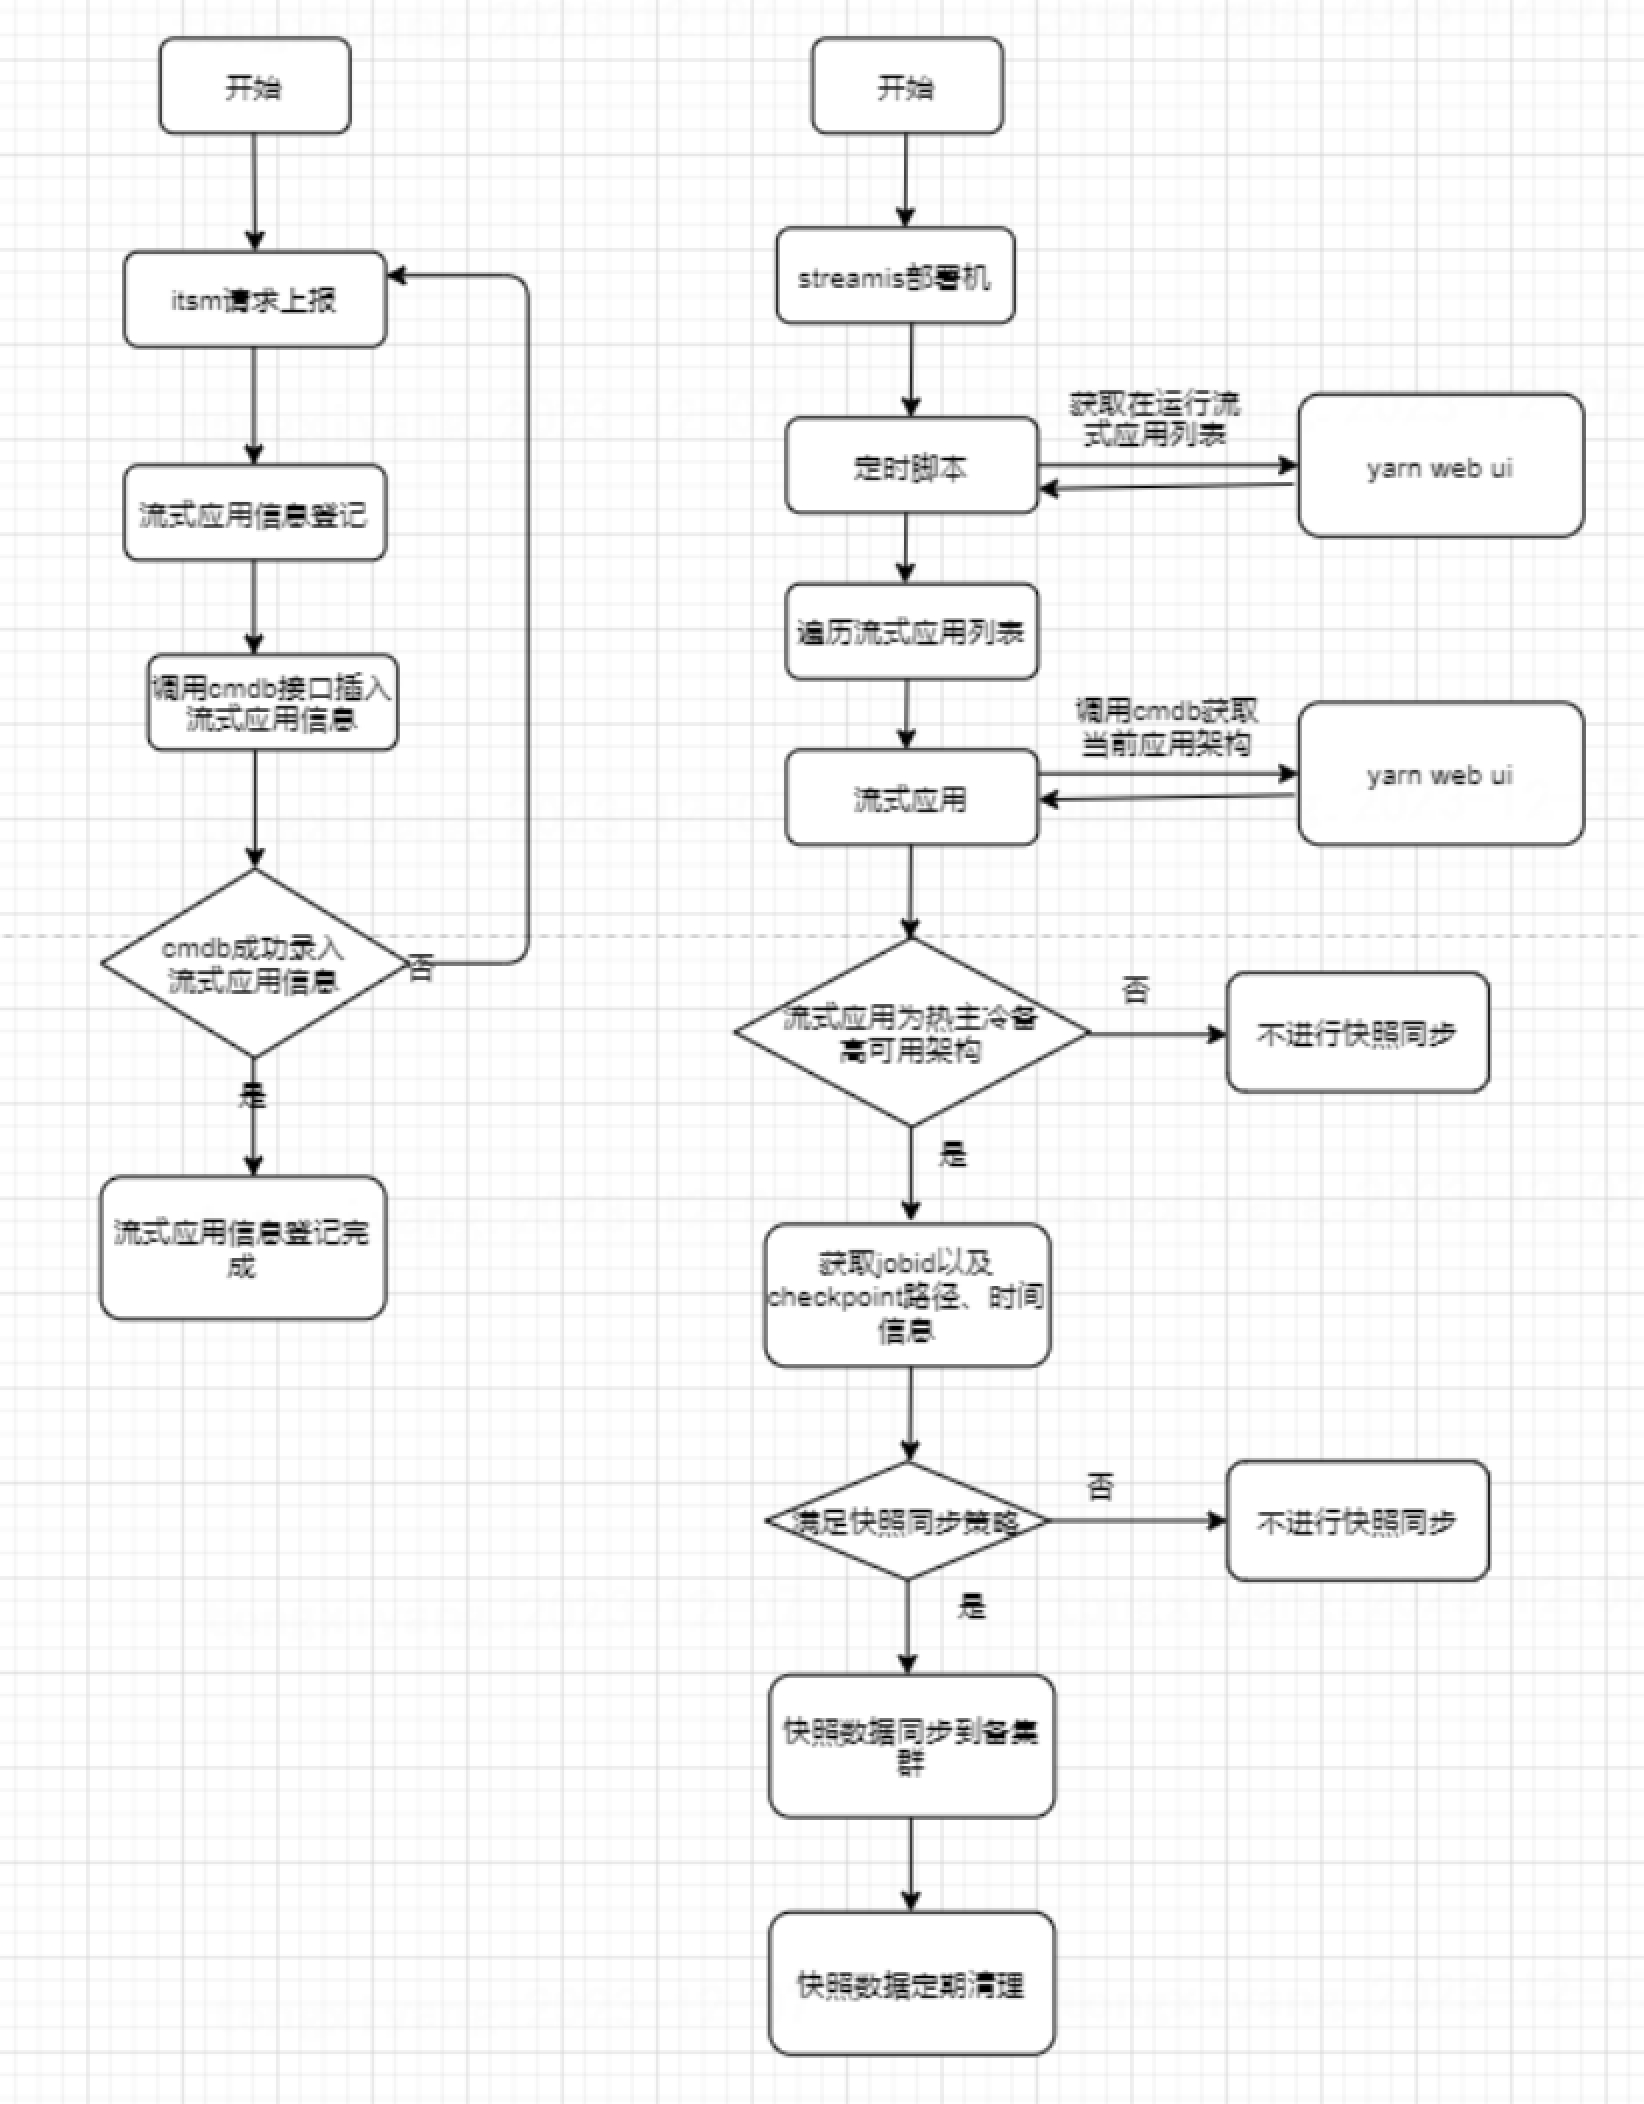 开始
itsm请求上报
流式应用信息登记
调用cmdb接口插入
流式应用信息
cmdb成功录入
流式应用信息
否
是
流式应用信息登记完
成
开始
streamis部署机
定时脚本
获取在运行流
式应用列表
yarn web ui
遍历流式应用列表
流式应用
调用cmdb获取
当前应用架构
yarn web ui
流式应用为热主冷备
高可用架构
否
不进行快照同步
是
获取jobid以及
checkpoint路径、时间
信息
满足快照同步策略
否
不进行快照同步
是
快照数据同步到备集
群
快照数据定期清理